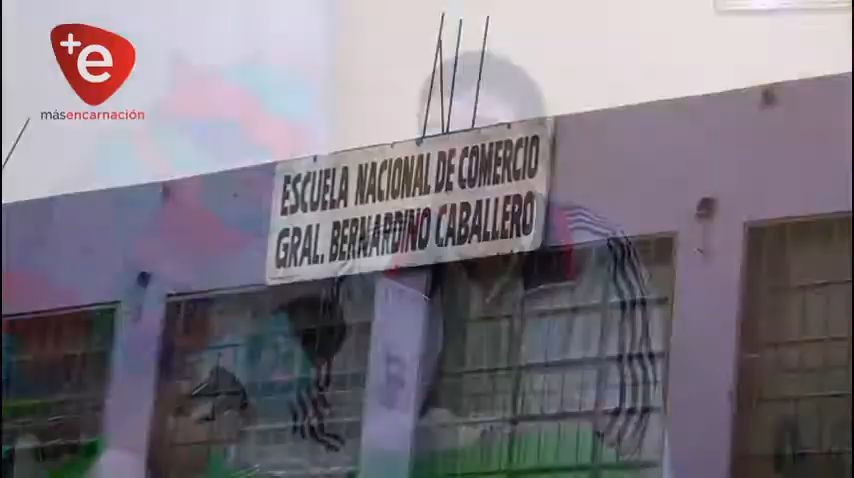 +e
másencarnación
ESCUELA NACIONAL DE COMERCIO
GRAL. BERNARDINO CABALLERO